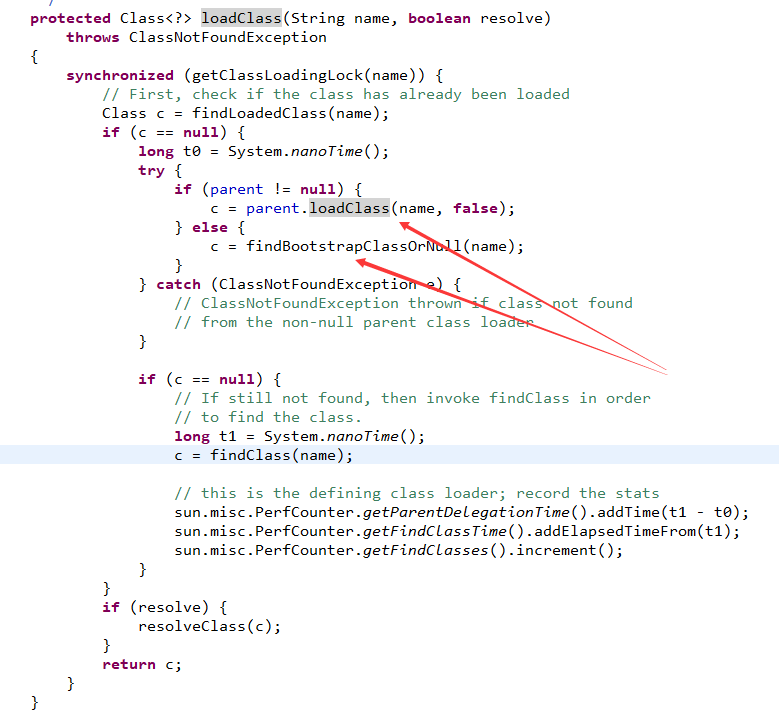 protected Class<?> loadClass(String name, boolean resolve)
throws ClassNotFoundException
{
synchronized (getClassLoadingLock(name)) {
// First, check if the class has already been loaded
Class c = findLoadedClass(name);
if (c == null) {
long t0 = System.nanoTime();
try {
if (parent != null) {
c = parent.loadClass(name, false);
} else {
c = findBootstrapClassOrNull(name);
}
} catch (ClassNotFoundException e) {
// ClassNotFoundException thrown if class not found
// from the non-null parent class loader
}
if (c == null) {
// If still not found, then invoke findClass in order
// to find the class.
long t1 = System.nanoTime();
c = findClass(name);
// this is the defining class loader; record the stats
sun.misc.PerfCounter.getParentDelegationTime().addTime(t1 - t0);
sun.misc.PerfCounter.getFindClassTime().addElapsedTimeFrom(t1);
sun.misc.PerfCounter.getFindClasses().increment();
}
}
if (resolve) {
resolveClass(c);
}
return c;
}
}